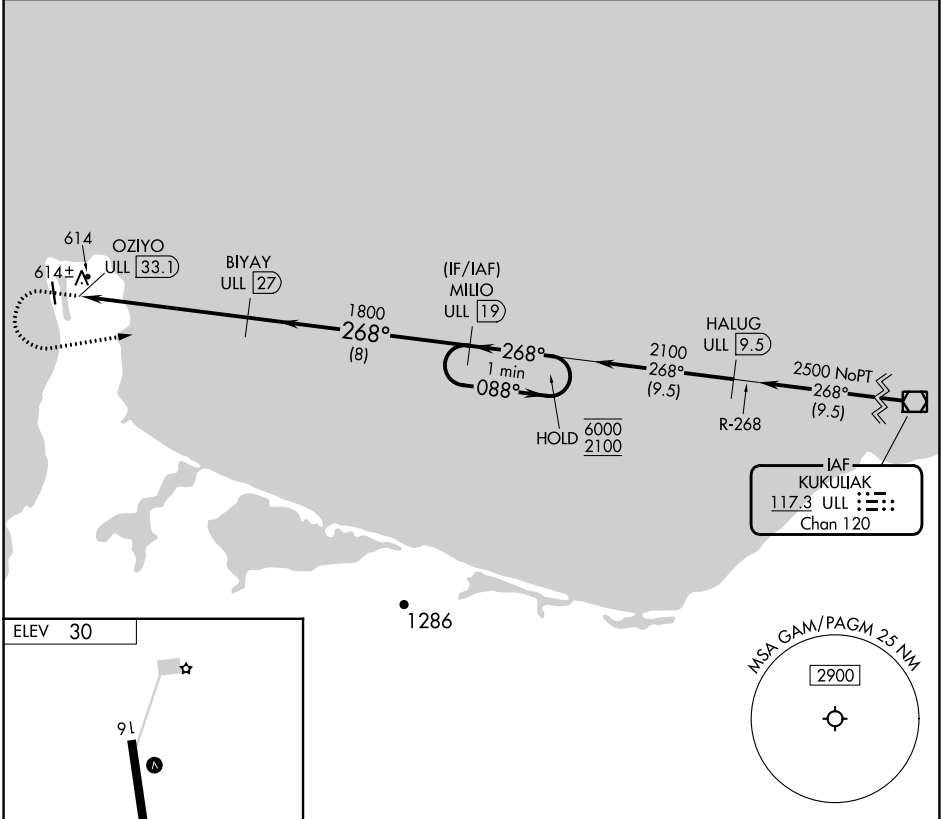 614
614±
OZIYO
ULL 33.1
BIYAY
ULL 27
1800
268°
(8)
(IF/IAF)
MILIO
ULL 19
268°
1 min
088°
HOLD 6000
2100
2100
268°
(9.5)
HALUG
ULL 9.5
R-268
2500 NoPT
268°
(9.5)
IAF
KUKULIAK
117.3 ULL
Chan 120
1286
MSA GAM/PAGM 25 NM
2900
ELEV 30
16